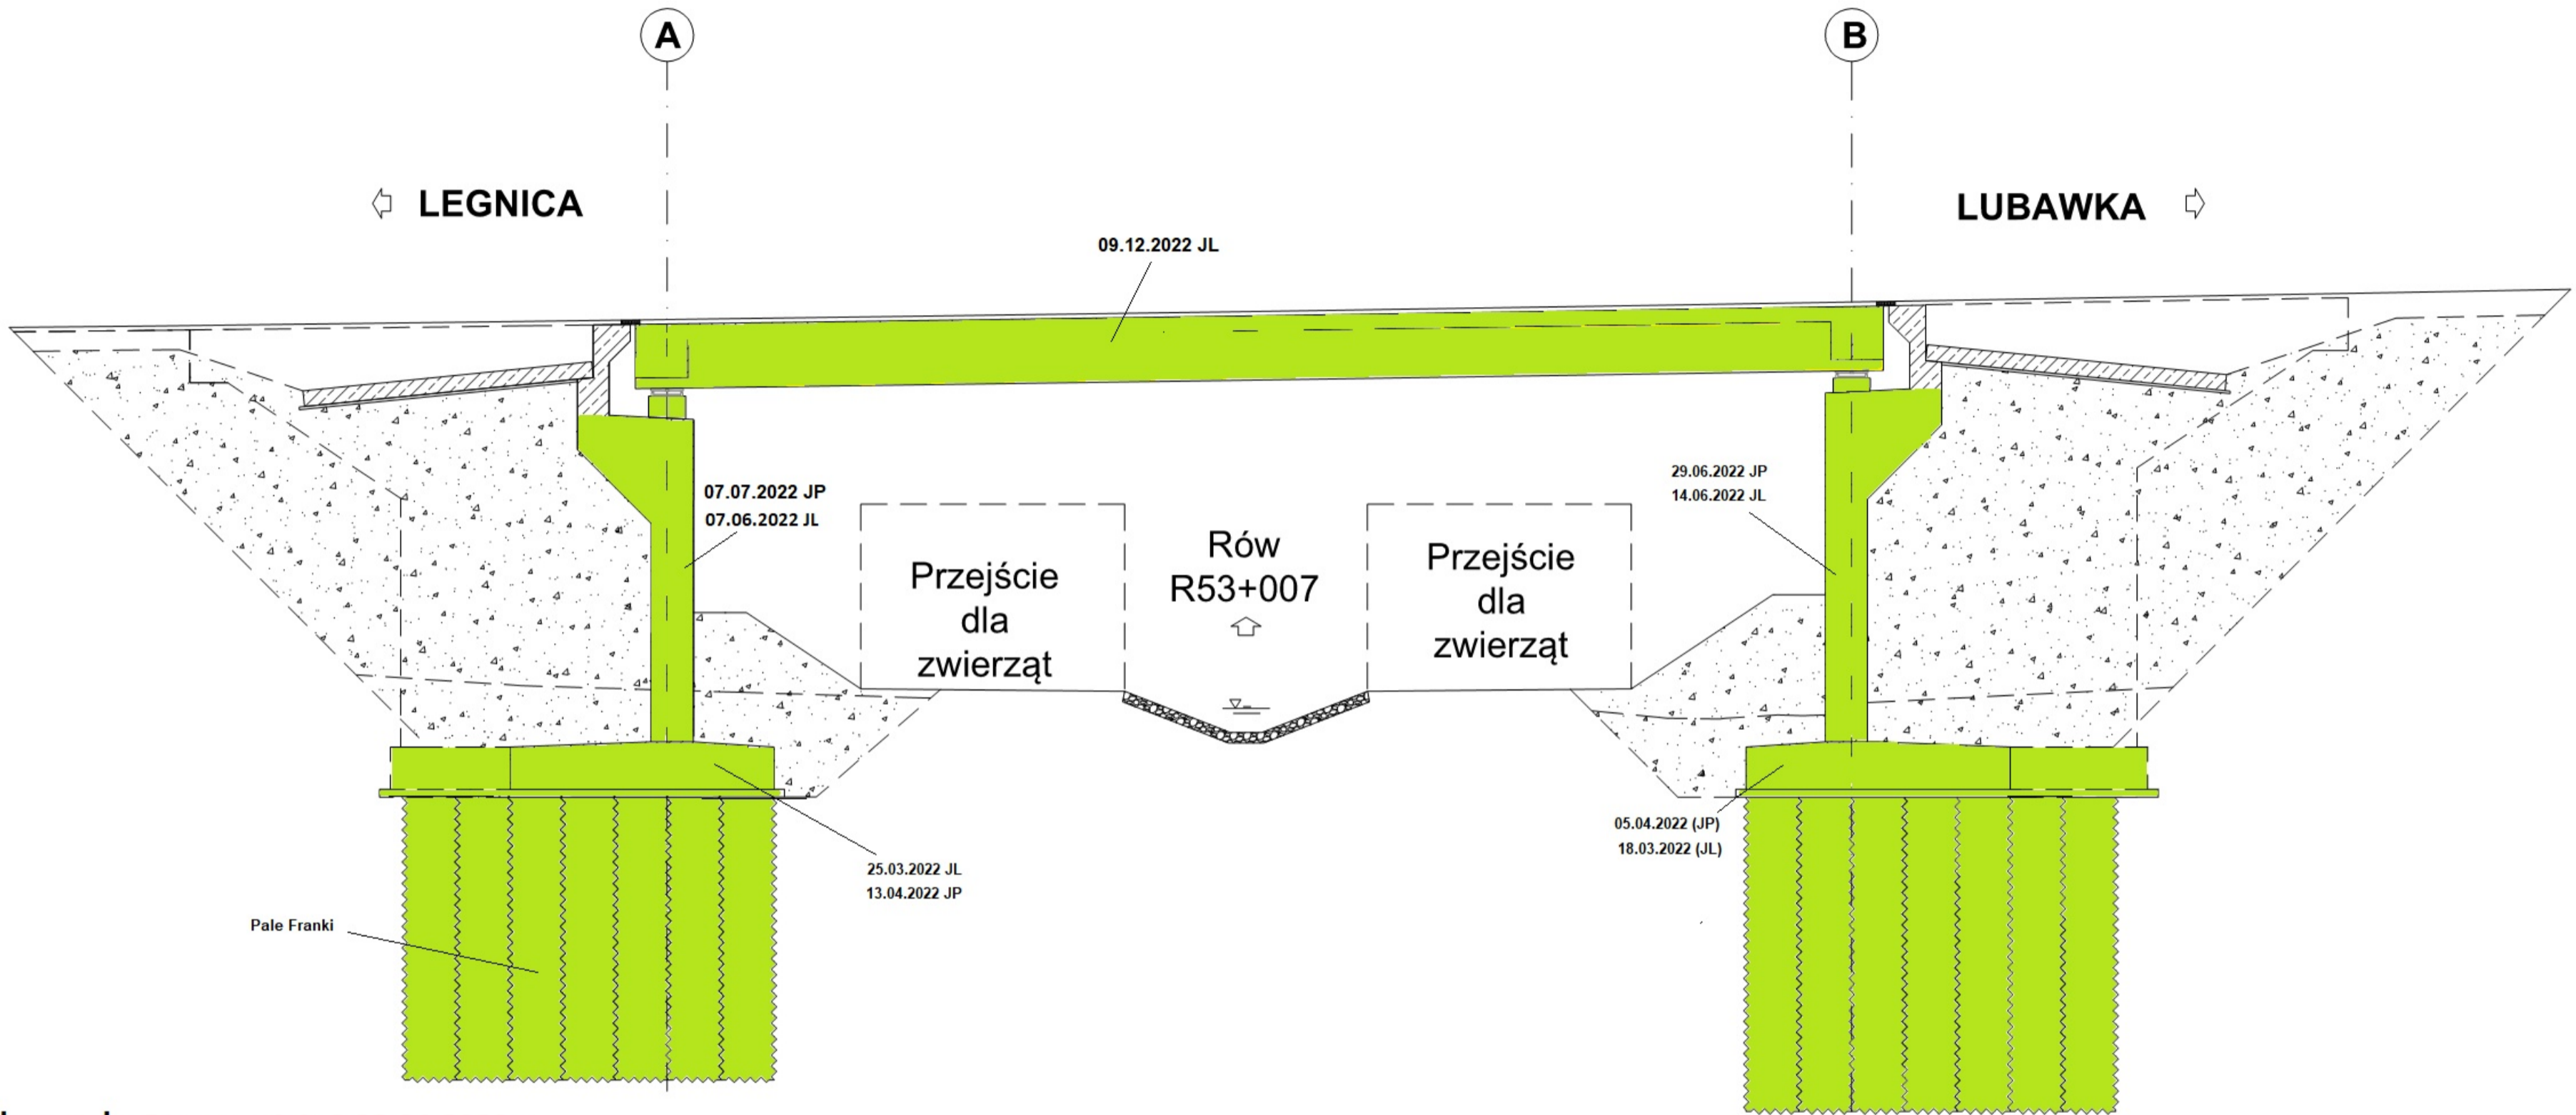 A
B
LEGNICA
LUBAWKA
09.12.2022 JL
07.07.2022 JP
07.06.2022 JL
29.06.2022 JP
14.06.2022 JL
Przejście
dla
zwierząt
Rów
R53+007
Przejście
dla
zwierząt
25.03.2022 JL
13.04.2022 JP
05.04.2022 (JP)
18.03.2022 (JL)
Pale Franki